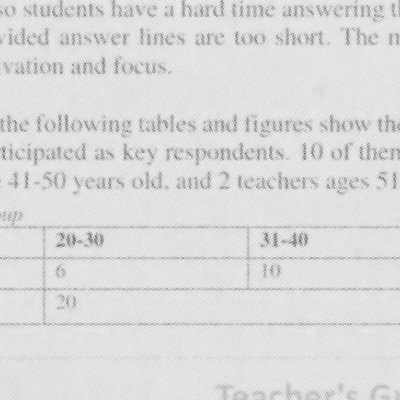 so students have a hard time answering
vided answer lines are too short. The
vation and focus.
the following tables and figures show the
ticipated as key respondents. 10 of them
41-50 years old, and 2 teachers ages 51
oup
20-30 31-40
6 10
20
Teacher's